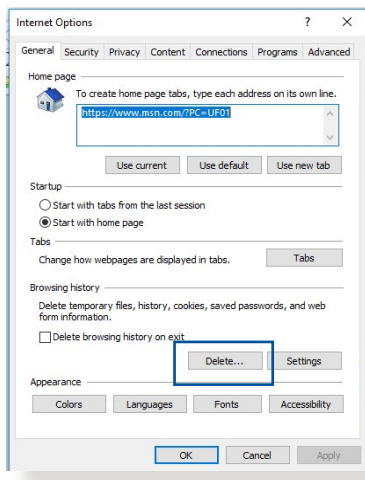 Internet Options ? X
General Security Privacy Content Connections Programs Advanced
Home page
To create home page tabs, type each address on its own line.
https://www.msn.com/?PC=UF01
Use current Use default Use new tab
Startup
Start with tabs from the last session
Start with home page
Tabs
Change how webpages are displayed in tabs. Tabs
Browsing history
Delete temporary files, history, cookies, saved passwords, and web
form information.
Delete browsing history on exit
Delete... Settings
Appearance
Colors Languages Fonts Accessibility
OK Cancel Apply